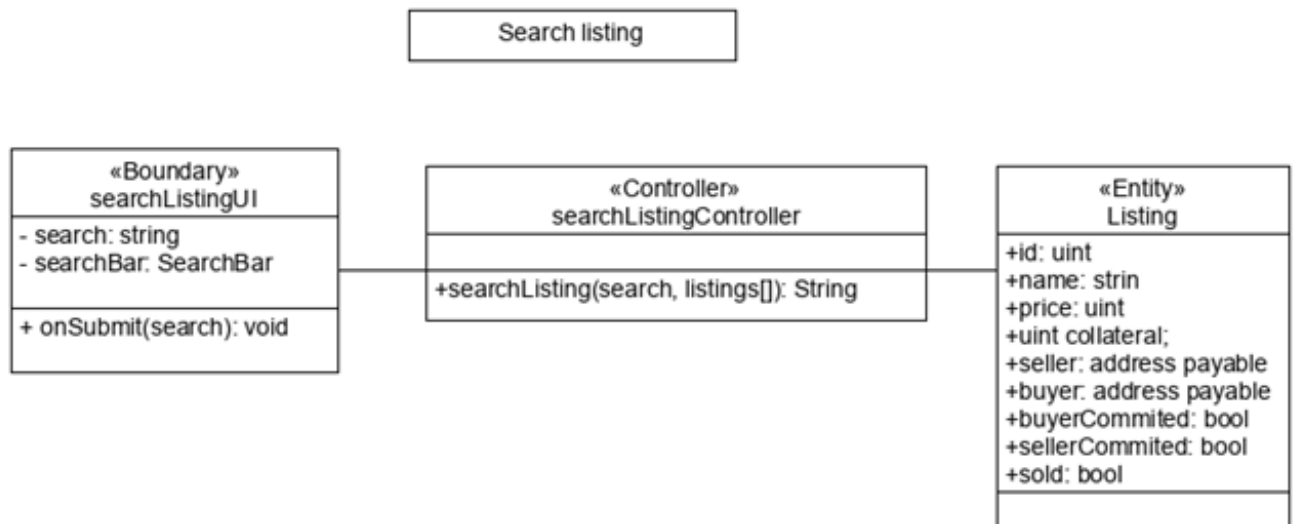 Search listing
«Boundary»
searchListingUI
- search: string
- searchBar: SearchBar
+ onSubmit(search): void
«Controller»
searchListingController
+searchListing(search, listings[]): String
«Entity»
Listing
+id: uint
+name: strin
+price: uint
+uint collateral;
+seller: address payable
+buyer: address payable
+buyerCommited: bool
+sellerCommited: bool
+sold: bool